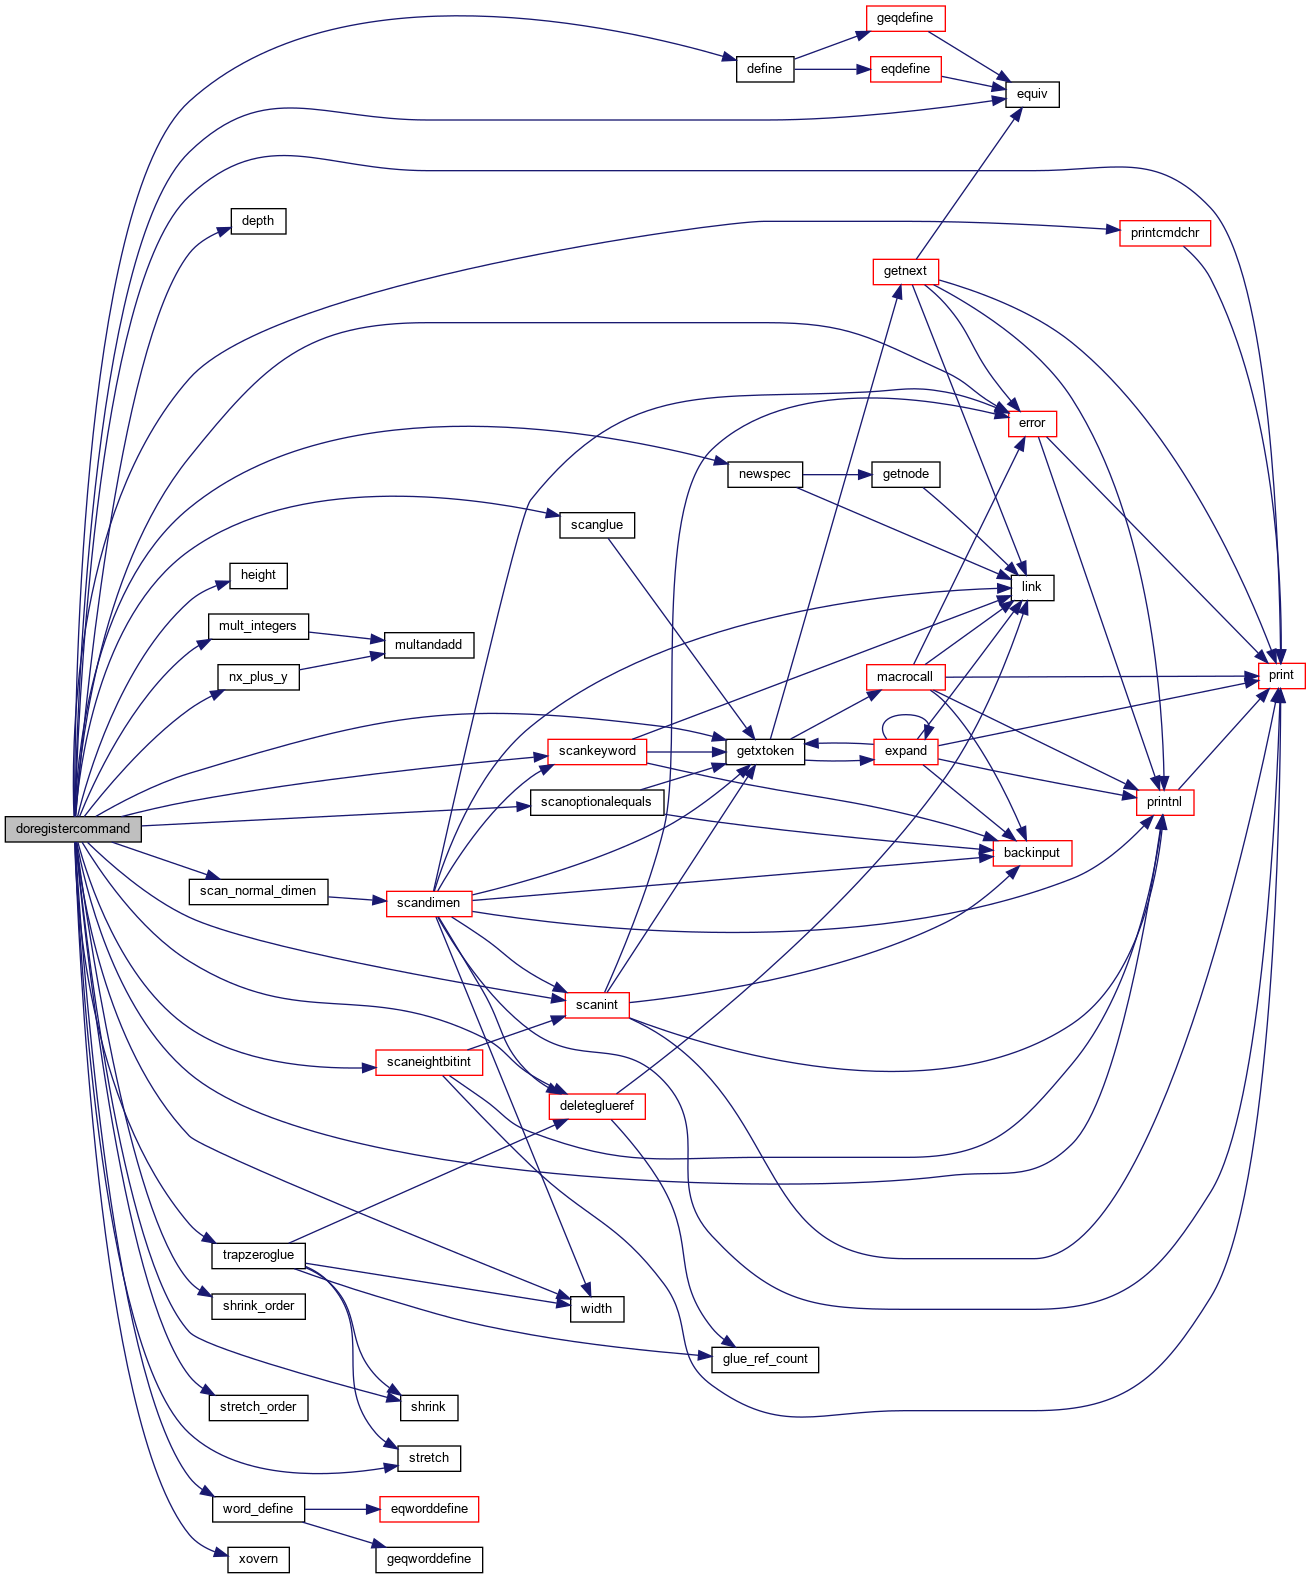 geqdefine
define
eqdefine
equiv
depth
printcmdchr
getnext
error
newspec
getnode
scanglue
height
link
mult_integers
multandadd
nx_plus_y
macrocall
print
scankeyword
getxtoken
expand
scanoptionalequals
printnl
doregistercommand
backinput
scan_normal_dimen
scandimen
scanint
scaneightbitint
deleteglueref
trapzeroglue
shrink_order
width
glue_ref_count
stretch_order
shrink
stretch
word_define
eqworddefine
xovern
geqworddefine